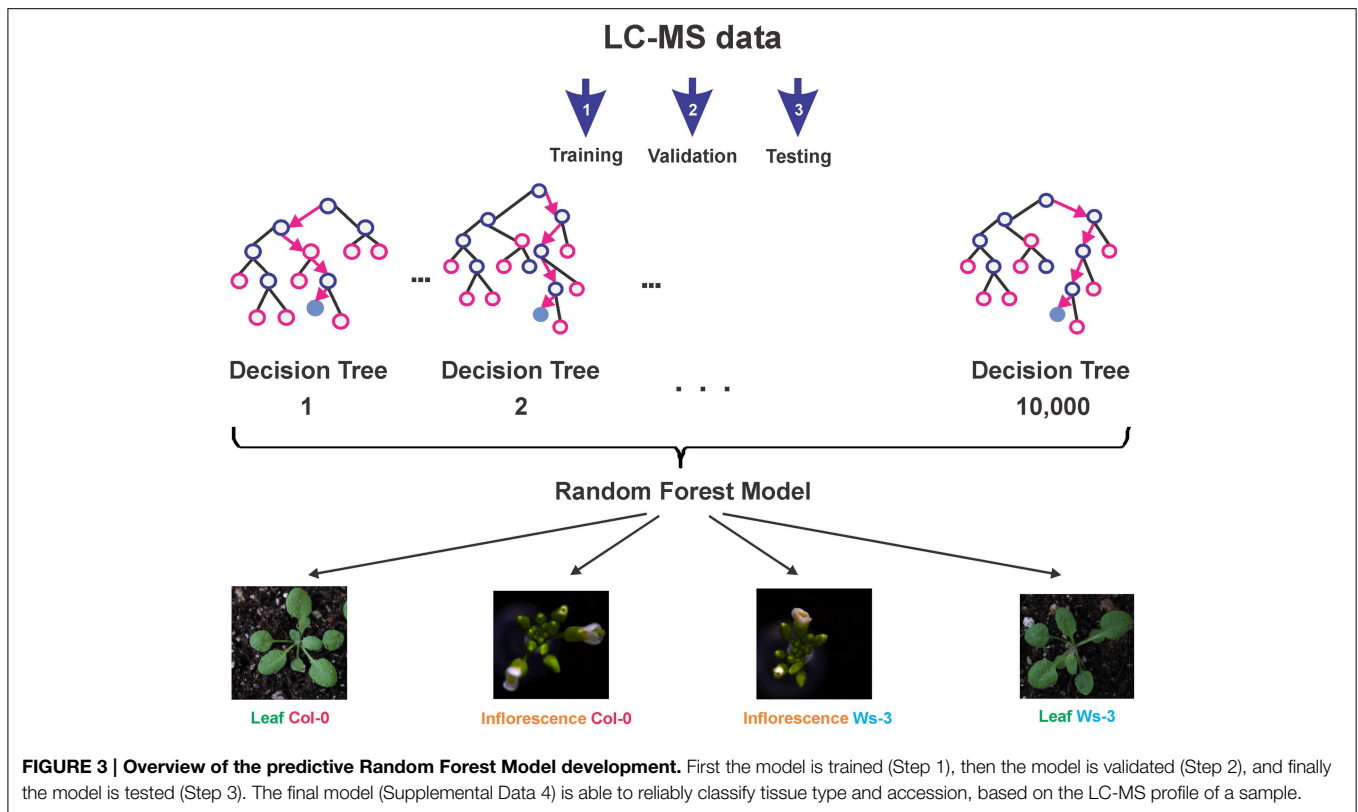 LC-MS data
1 2 3
Training Validation Testing
... ...
Decision Tree Decision Tree Decision Tree
1 2 . . . 10,000
Random Forest Model
Leaf Col-0 Inflorescence Col-0 Inflorescence Ws-3 Leaf Ws-3
FIGURE 3 | Overview of the predictive Random Forest Model development. First the model is trained (Step 1), then the model is validated (Step 2), and finally
the model is tested (Step 3). The final model (Supplemental Data 4) is able to reliably classify tissue type and accession, based on the LC-MS profile of a sample.